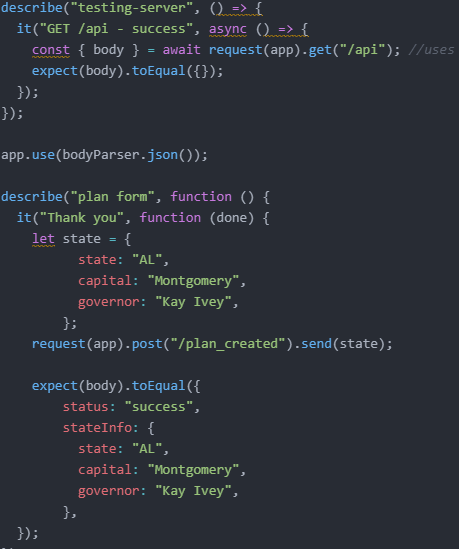 describe("testing-server", () => {
  it("GET /api - success", async () => {
    const { body } = await request(app).get("/api"); //uses
    expect(body).toEqual({});
  });
});

app.use(bodyParser.json());

describe("plan form", function () {
  it("Thank you", function (done) {
    let state = {
          state: "AL",
          capital: "Montgomery",
          governor: "Kay Ivey",
        };
    request(app).post("/plan_created").send(state);

    expect(body).toEqual({
        status: "success",
        stateInfo: {
          state: "AL",
          capital: "Montgomery",
          governor: "Kay Ivey",
        },
  });